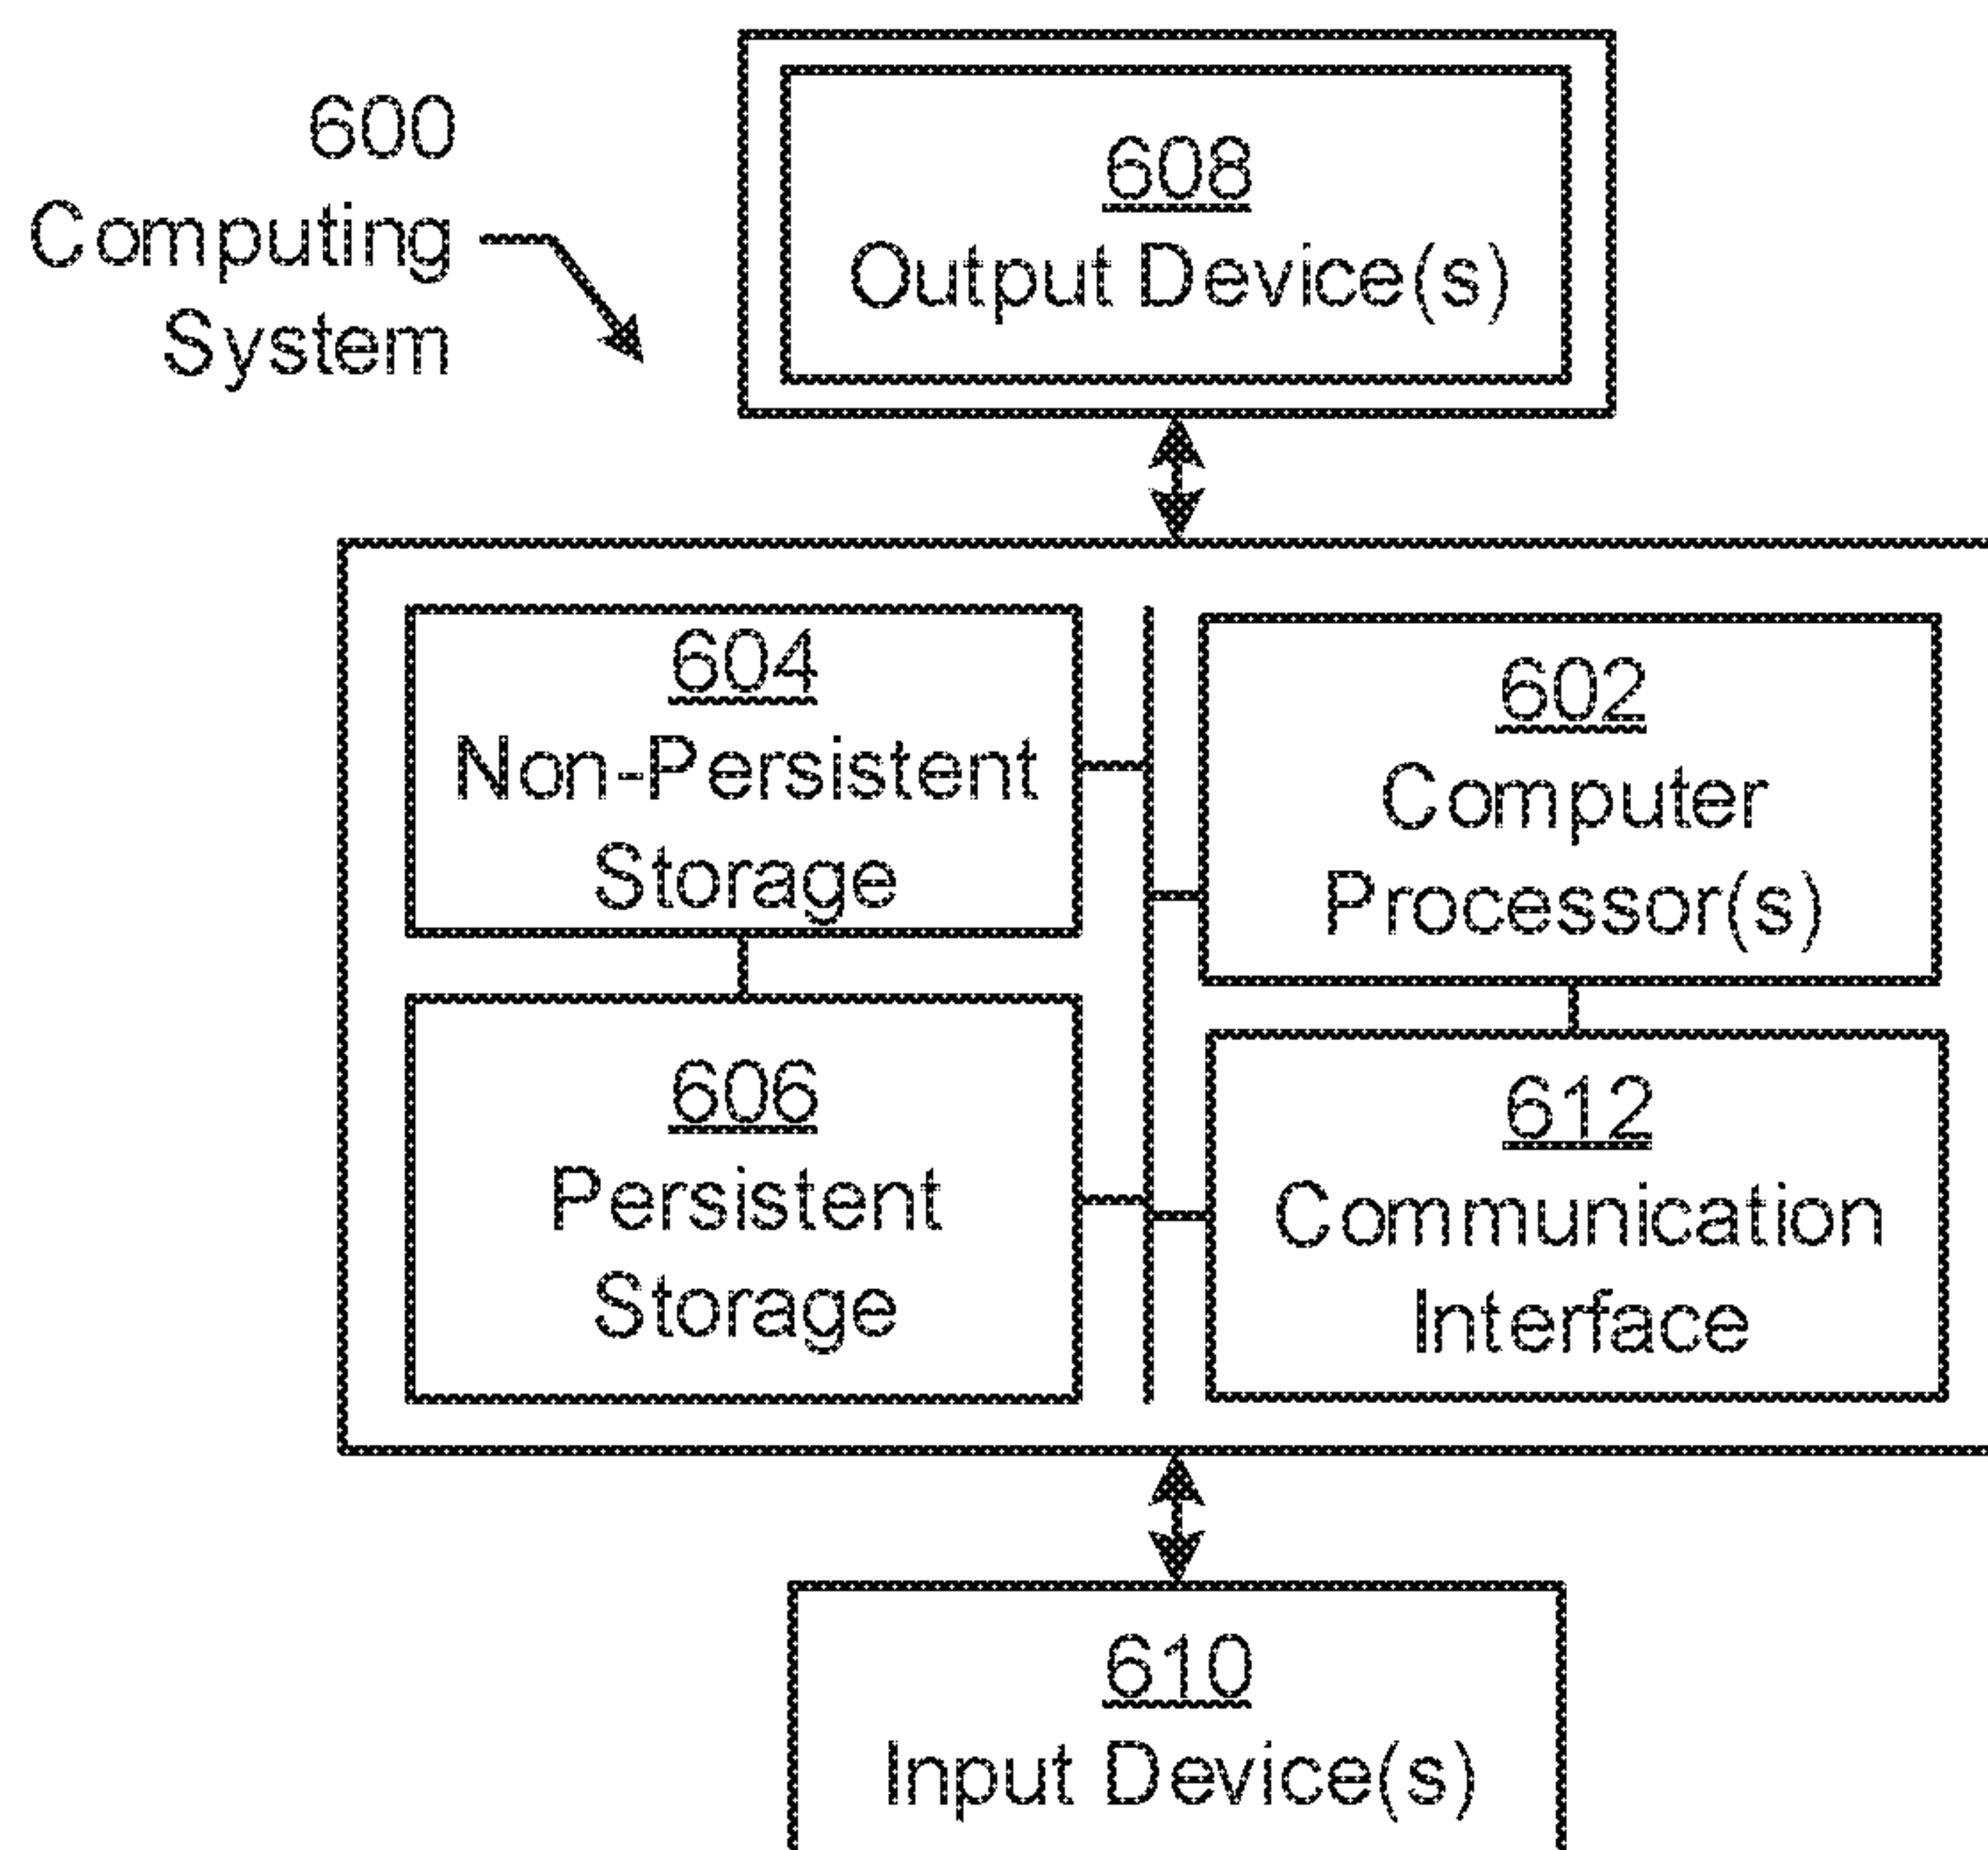 600
Computing
System
608
Output Device(s)
604
Non-Persistent
Storage
602
Computer
Processor(s)
606
Persistent
Storage
612
Communication
Interface
610
Input Device(s)